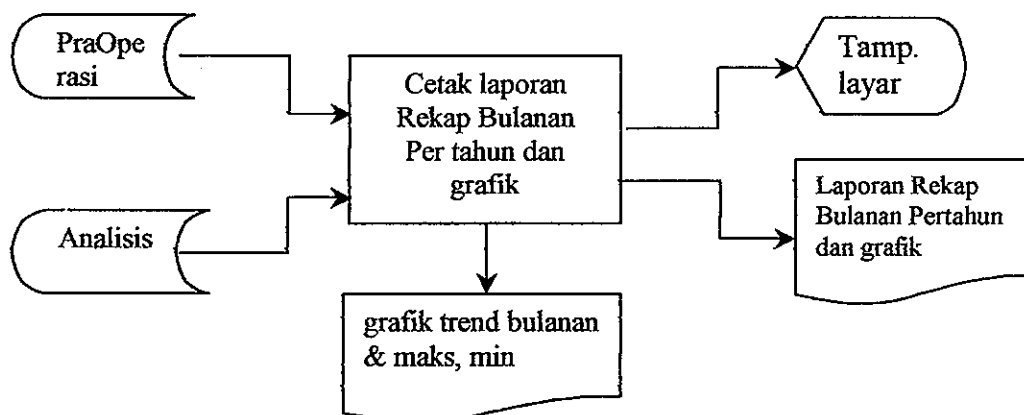 PraOpe
rasi
Cetak laporan
Rekap Bulanan
Per tahun dan
grafik
Tamp.
layar
Analisis
Laporan Rekap
Bulanan Pertahun
dan grafik
grafik trend bulanan
& maks, min